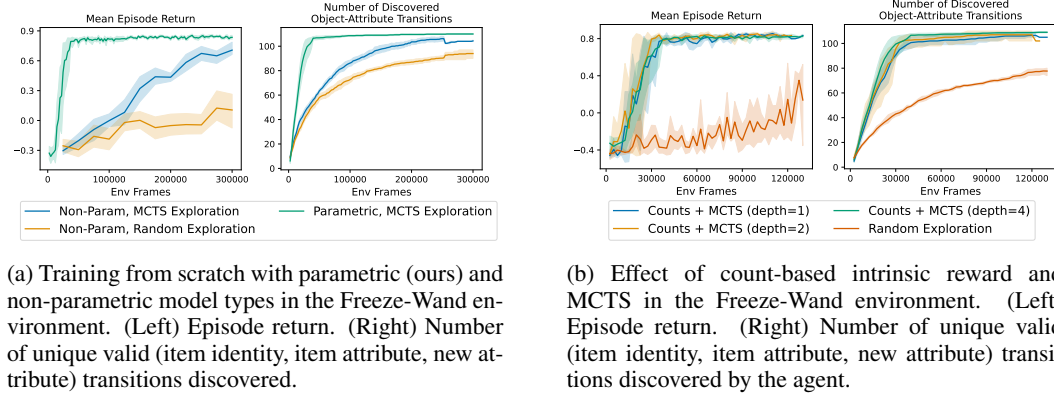 Mean Episode Return
Number of Discovered
Object-Attribute Transitions
0.9
0.6
0.3
0.0
−0.3
0
100000
200000
300000
Env Frames
100
80
60
40
20
0
0
100000
200000
300000
Env Frames
Non-Param, MCTS Exploration
Parametric, MCTS Exploration
Non-Param, Random Exploration
(a) Training from scratch with parametric (ours) and
non-parametric model types in the Freeze-Wand en-
vironment. (Left) Episode return. (Right) Number
of unique valid (item identity, item attribute, new at-
tribute) transitions discovered.
Mean Episode Return
Number of Discovered
Object-Attribute Transitions
0.8
0.4
0.0
−0.4
0
30000
60000
90000
120000
Env Frames
100
80
60
40
20
0
0
30000
60000
90000
120000
Env Frames
Counts + MCTS (depth=1)
Counts + MCTS (depth=4)
Counts + MCTS (depth=2)
Random Exploration
(b) Effect of count-based intrinsic reward and
MCTS in the Freeze-Wand environment. (Left)
Episode return. (Right) Number of unique valid
(item identity, item attribute, new attribute) transi-
tions discovered by the agent.